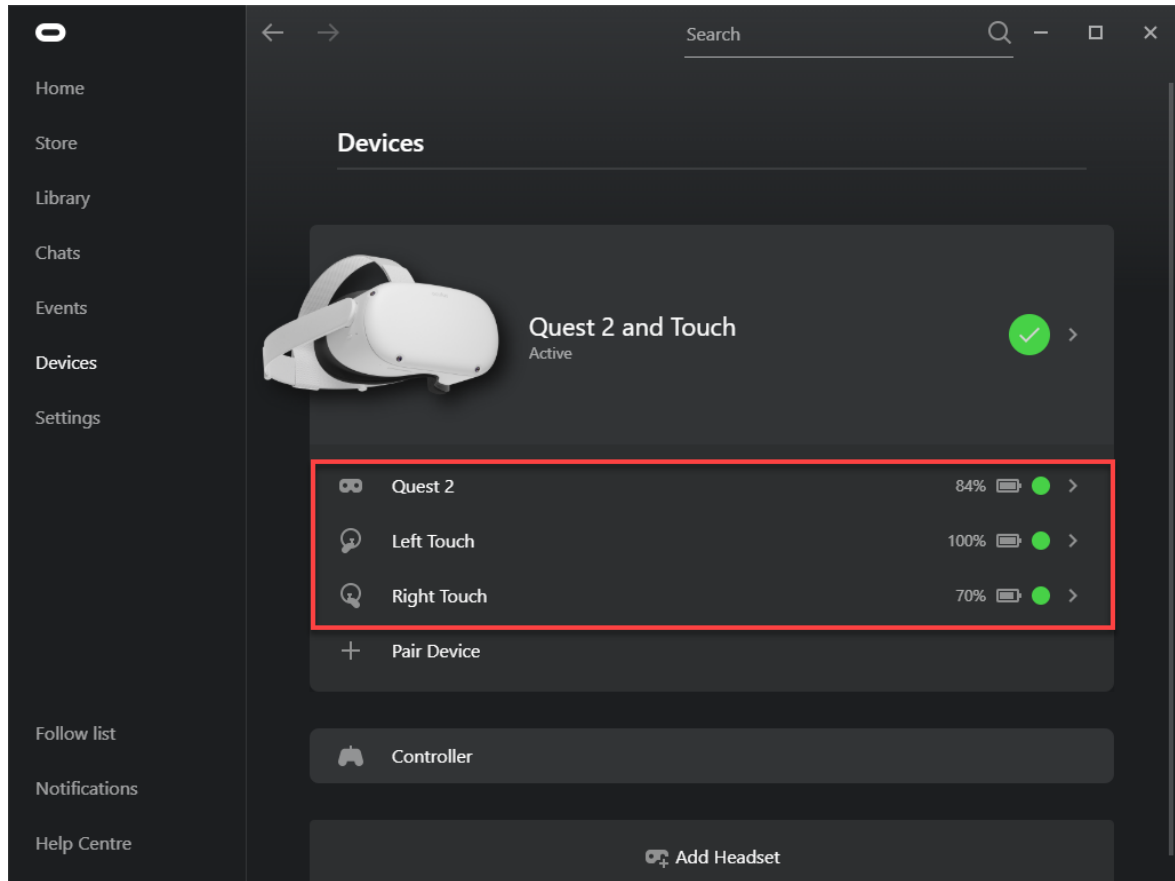 Search
Home
Store
Library
Chats
Events
Devices
Settings
Follow list
Notifications
Help Centre
Devices
Quest 2 and Touch
Active
Quest 2 84%
Left Touch 100%
Right Touch 70%
Pair Device
Controller
Add Headset